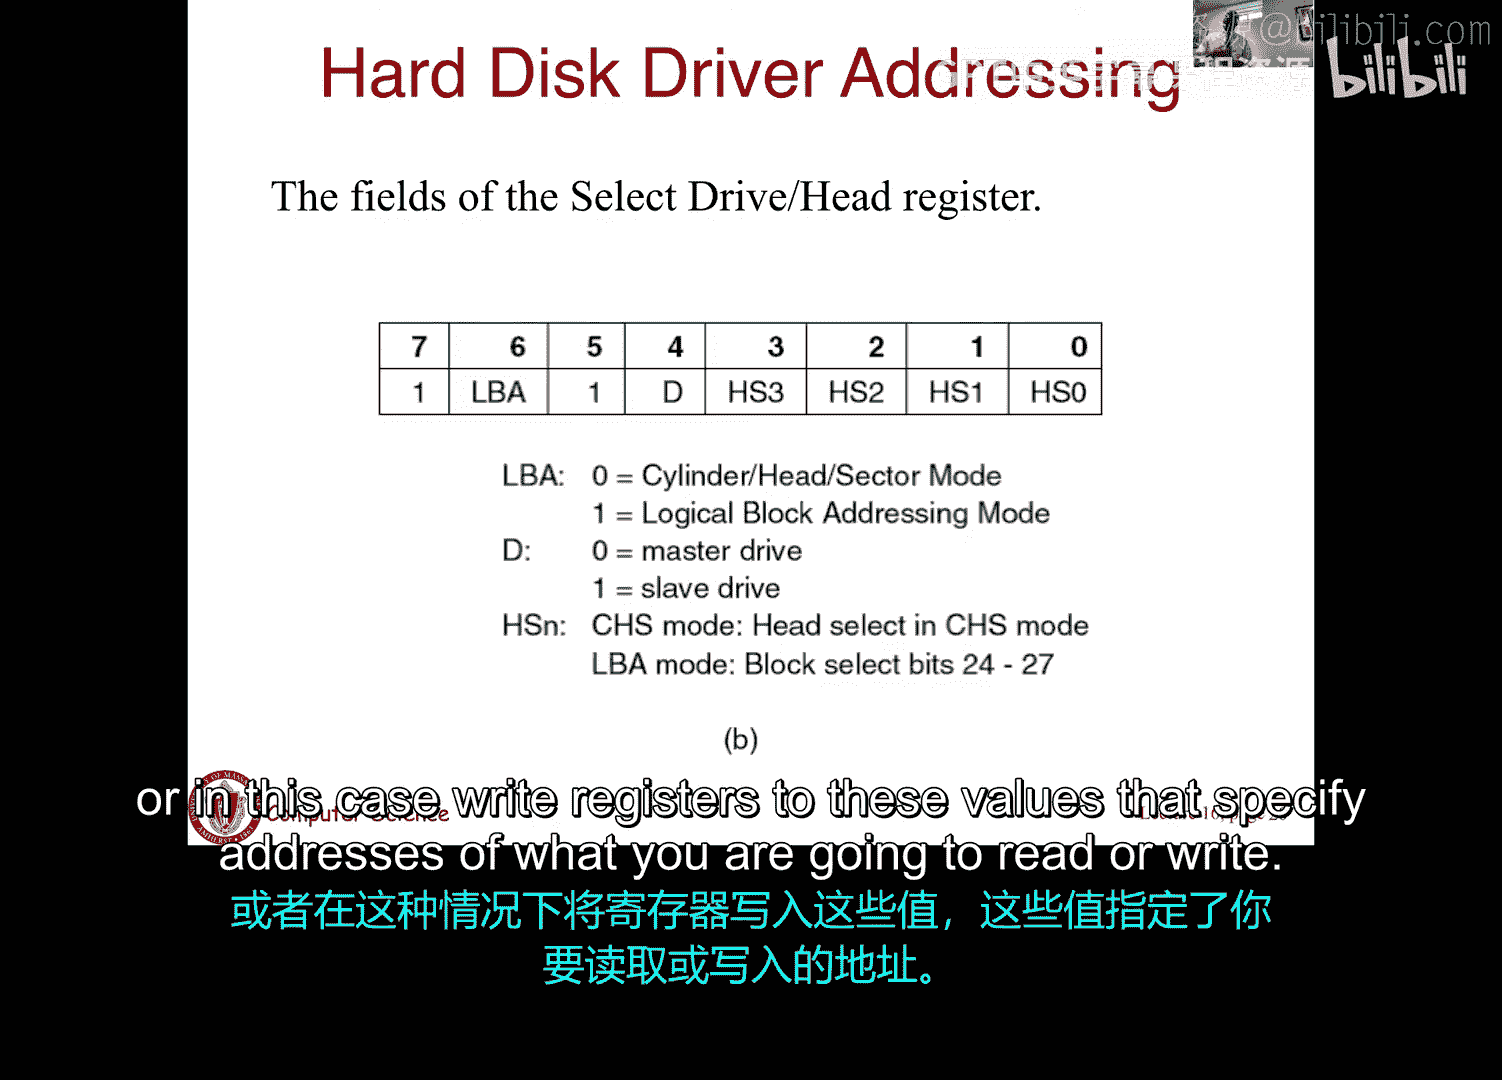 Hard Disk Driver Addressing
@bilibili.com
bilibili
The fields of the Select Drive/Head register.
7 6 5 4 3 2 1 0
1 LBA 1 D HS3 HS2 HS1 HS0
LBA: 0 = Cylinder/Head/Sector Mode
1 = Logical Block Addressing Mode
D: 0 = master drive
1 = slave drive
HSn: CHS mode: Head select in CHS mode
LBA mode: Block select bits 24 - 27
(b)
Computer Science
or in this case write registers to these values that specify
addresses of what you are going to read or write.
或者在这种情况下将寄存器写入这些值，这些值指定了你
要读取或写入的地址。